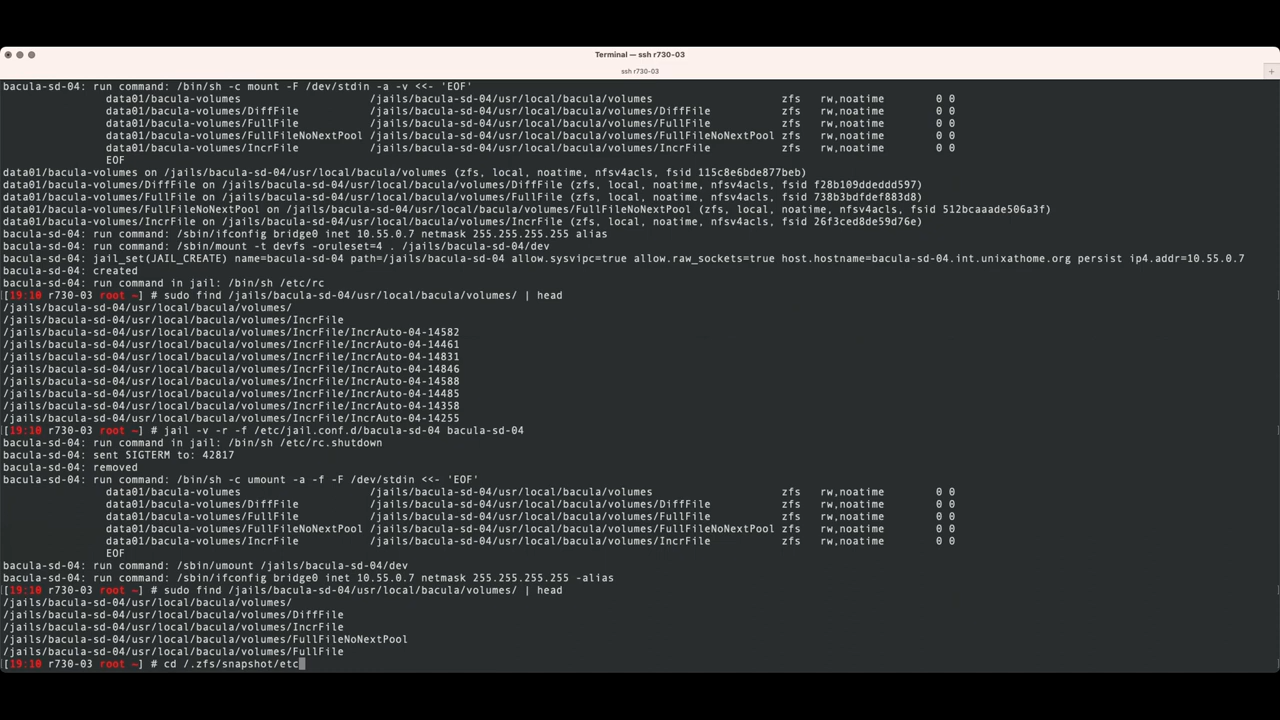 Terminal — ssh r730-03
ssh r730-03
bacula-sd-04: run command: /bin/sh -c mount -F /dev/stdin -a -v <<- 'EOF'
data01/bacula-volumes /jails/bacula-sd-04/usr/local/bacula/volumes zfs rw,noatime 0 0
data01/bacula-volumes/DiffFile /jails/bacula-sd-04/usr/local/bacula/volumes/DiffFile zfs rw,noatime 0 0
data01/bacula-volumes/FullFile /jails/bacula-sd-04/usr/local/bacula/volumes/FullFile zfs rw,noatime 0 0
data01/bacula-volumes/FullFileNoNextPool /jails/bacula-sd-04/usr/local/bacula/volumes/FullFileNoNextPool zfs rw,noatime 0 0
data01/bacula-volumes/IncrFile /jails/bacula-sd-04/usr/local/bacula/volumes/IncrFile zfs rw,noatime 0 0
EOF
data01/bacula-volumes on /jails/bacula-sd-04/usr/local/bacula/volumes (zfs, local, noatime, nfsv4acls, fsid 115c8e6bde877beb)
data01/bacula-volumes/DiffFile on /jails/bacula-sd-04/usr/local/bacula/volumes/DiffFile (zfs, local, noatime, nfsv4acls, fsid f28b109ddeddd597)
data01/bacula-volumes/FullFile on /jails/bacula-sd-04/usr/local/bacula/volumes/FullFile (zfs, local, noatime, nfsv4acls, fsid 738b3bdfdef883d8)
data01/bacula-volumes/FullFileNoNextPool on /jails/bacula-sd-04/usr/local/bacula/volumes/FullFileNoNextPool (zfs, local, noatime, nfsv4acls, fsid 512bcaaade506a3f)
data01/bacula-volumes/IncrFile on /jails/bacula-sd-04/usr/local/bacula/volumes/IncrFile (zfs, local, noatime, nfsv4acls, fsid 26f3ced8de59d76e)
bacula-sd-04: run command: /sbin/ifconfig bridge0 inet 10.55.0.7 netmask 255.255.255.255 alias
bacula-sd-04: run command: /sbin/mount -t devfs -oruleset=4 . /jails/bacula-sd-04/dev
bacula-sd-04: jail_set(JAIL_CREATE) name=bacula-sd-04 path=/jails/bacula-sd-04 allow.sysvipc=true allow.raw_sockets=true host.hostname=bacula-sd-04.int.unixathome.org persist ip4.addr=10.55.0.7
bacula-sd-04: created
bacula-sd-04: run command in jail: /bin/sh /etc/rc
[[19:10 r730-03 root ~] # sudo find /jails/bacula-sd-04/usr/local/bacula/volumes/ | head
/jails/bacula-sd-04/usr/local/bacula/volumes/
/jails/bacula-sd-04/usr/local/bacula/volumes/IncrFile
/jails/bacula-sd-04/usr/local/bacula/volumes/IncrFile/IncrAuto-04-14582
/jails/bacula-sd-04/usr/local/bacula/volumes/IncrFile/IncrAuto-04-14461
/jails/bacula-sd-04/usr/local/bacula/volumes/IncrFile/IncrAuto-04-14831
/jails/bacula-sd-04/usr/local/bacula/volumes/IncrFile/IncrAuto-04-14846
/jails/bacula-sd-04/usr/local/bacula/volumes/IncrFile/IncrAuto-04-14588
/jails/bacula-sd-04/usr/local/bacula/volumes/IncrFile/IncrAuto-04-14485
/jails/bacula-sd-04/usr/local/bacula/volumes/IncrFile/IncrAuto-04-14358
/jails/bacula-sd-04/usr/local/bacula/volumes/IncrFile/IncrAuto-04-14255
[[19:10 r730-03 root ~] # jail -v -r -f /etc/jail.conf.d/bacula-sd-04 bacula-sd-04
bacula-sd-04: run command in jail: /bin/sh /etc/rc.shutdown
bacula-sd-04: sent SIGTERM to: 42817
bacula-sd-04: removed
bacula-sd-04: run command: /bin/sh -c umount -a -f -F /dev/stdin <<- 'EOF'
data01/bacula-volumes /jails/bacula-sd-04/usr/local/bacula/volumes zfs rw,noatime 0 0
data01/bacula-volumes/DiffFile /jails/bacula-sd-04/usr/local/bacula/volumes/DiffFile zfs rw,noatime 0 0
data01/bacula-volumes/FullFile /jails/bacula-sd-04/usr/local/bacula/volumes/FullFile zfs rw,noatime 0 0
data01/bacula-volumes/FullFileNoNextPool /jails/bacula-sd-04/usr/local/bacula/volumes/FullFileNoNextPool zfs rw,noatime 0 0
data01/bacula-volumes/IncrFile /jails/bacula-sd-04/usr/local/bacula/volumes/IncrFile zfs rw,noatime 0 0
EOF
bacula-sd-04: run command: /sbin/umount /jails/bacula-sd-04/dev
bacula-sd-04: run command: /sbin/ifconfig bridge0 inet 10.55.0.7 netmask 255.255.255.255 -alias
[[19:10 r730-03 root ~] # sudo find /jails/bacula-sd-04/usr/local/bacula/volumes/ | head
/jails/bacula-sd-04/usr/local/bacula/volumes/
/jails/bacula-sd-04/usr/local/bacula/volumes/DiffFile
/jails/bacula-sd-04/usr/local/bacula/volumes/IncrFile
/jails/bacula-sd-04/usr/local/bacula/volumes/FullFileNoNextPool
/jails/bacula-sd-04/usr/local/bacula/volumes/FullFile
[[19:10 r730-03 root ~] # cd /.zfs/snapshot/etc